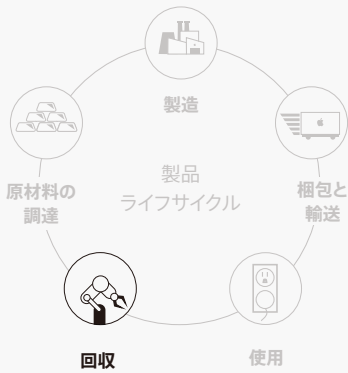 製造
原材料の
調達
製品
ライフサイクル
梱包と
輸送
回収
使用